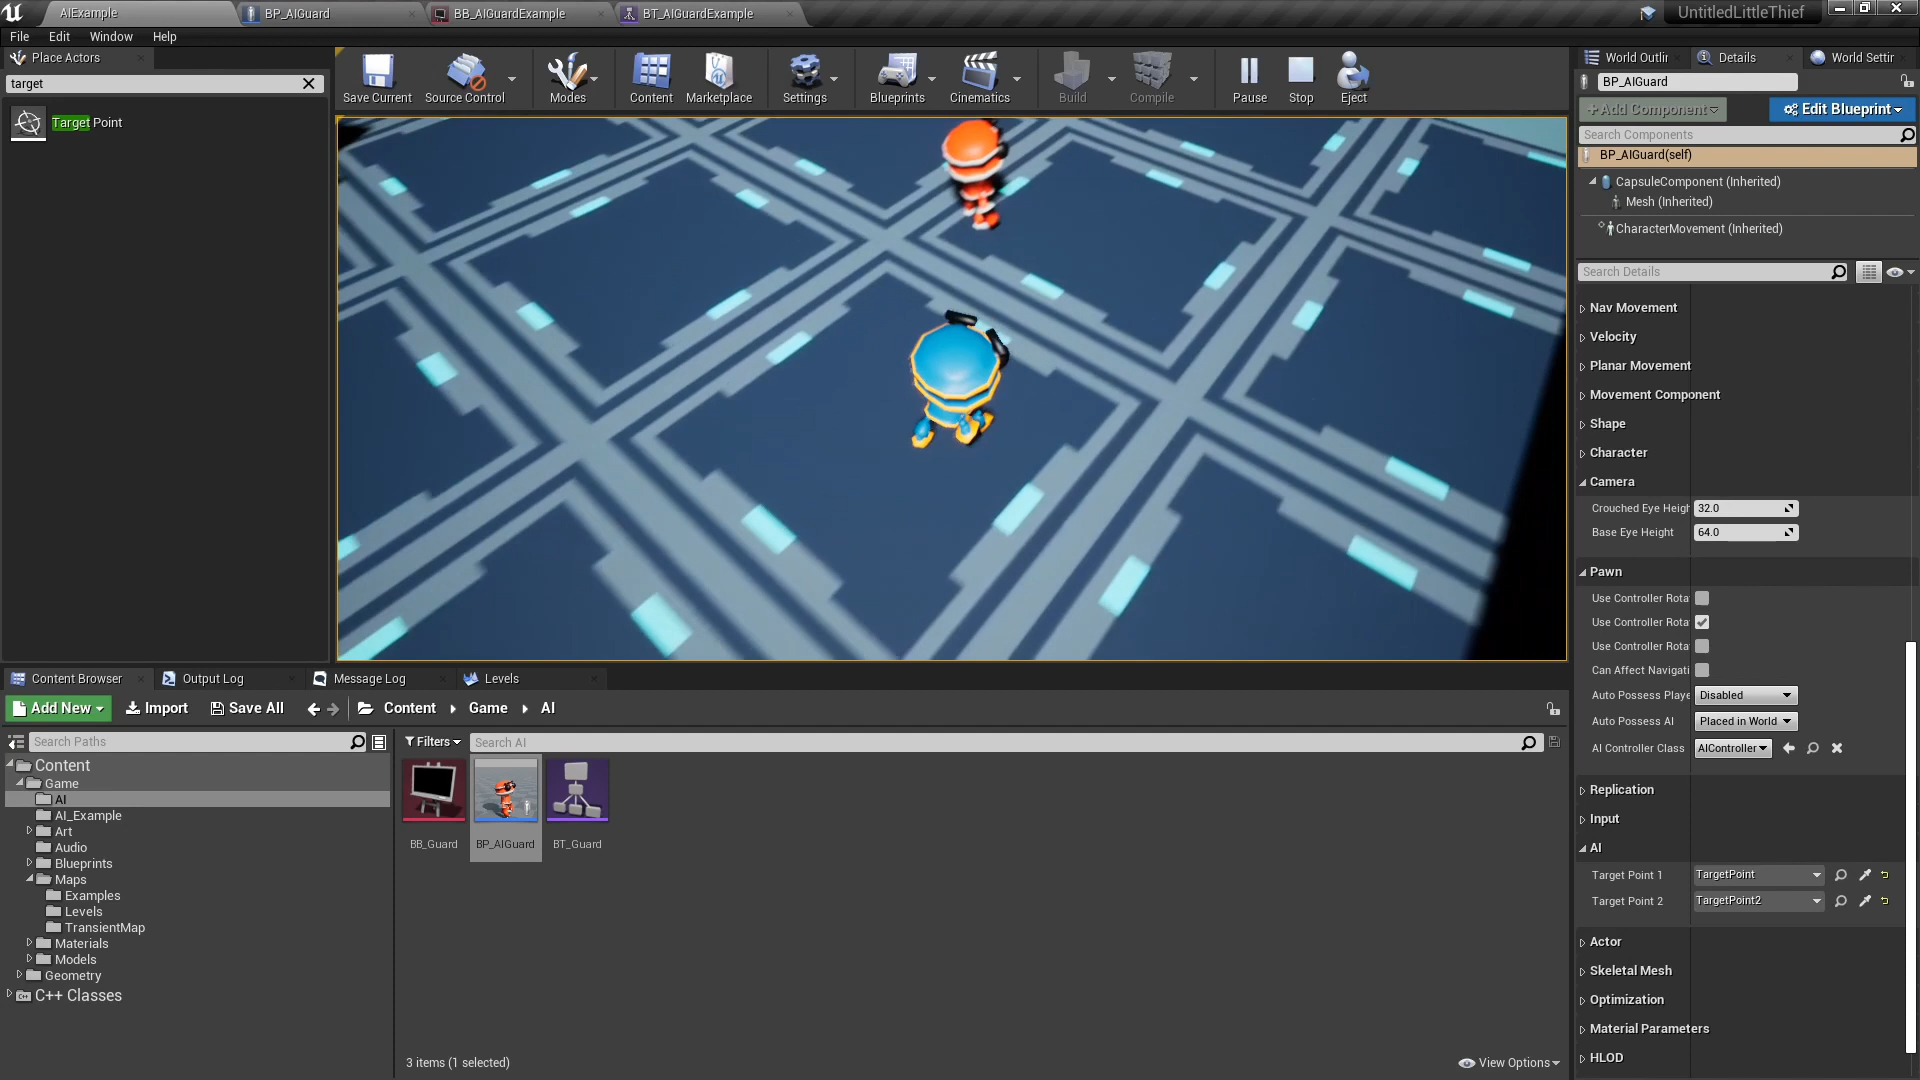 AIExample
BP_AIGuard
BB_AIGuardExample
BT_AIGuardExample
UntitledLittleThief
File
Edit
Window
Help
Place Actors
target
Target Point
Save Current
Source Control
Modes
Content
Marketplace
Settings
Blueprints
Cinematics
Build
Compile
Pause
Stop
Eject
World Outlir
Details
World Settir
BP_AIGuard
+Add Component
Edit Blueprint
Search Components
BP_AIGuard(self)
CapsuleComponent (Inherited)
Mesh (Inherited)
CharacterMovement (Inherited)
Search Details
Nav Movement
Velocity
Planar Movement
Movement Component
Shape
Character
Camera
Crouched Eye Heigh
32.0
Base Eye Height
64.0
Pawn
Use Controller Rota
Use Controller Rota
Use Controller Rota
Can Affect Navigati
Auto Possess Playe
Disabled
Auto Possess AI
Placed in World
AI Controller Class
AIController
Replication
Input
AI
Target Point 1
TargetPoint
Target Point 2
TargetPoint2
Actor
Skeletal Mesh
Optimization
Material Parameters
HLOD
Content Browser
Output Log
Message Log
Levels
Add New
Import
Save All
Content
Game
AI
Search Paths
Filters
Search AI
Content
Game
AI
AI_Example
Art
Audio
Blueprints
Maps
Examples
Levels
TransientMap
Materials
Models
Geometry
C++ Classes
BB_Guard
BP_AIGuard
BT_Guard
3 items (1 selected)
View Options